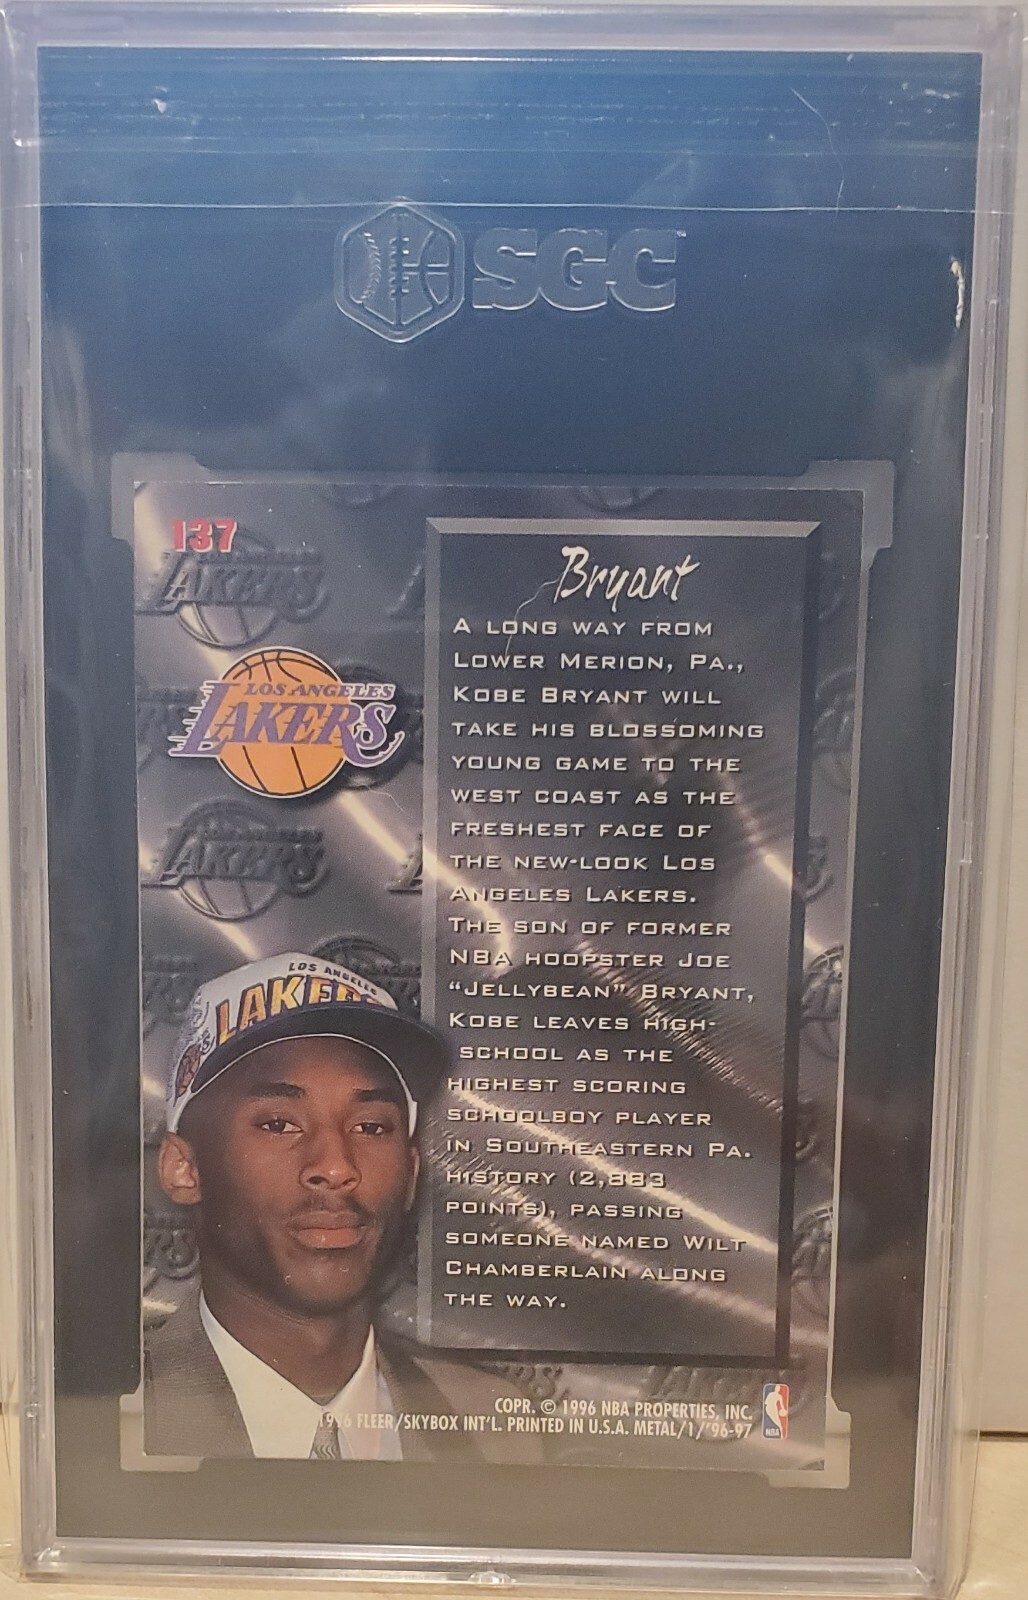 SGC
137
LOS ANGELES
LAKERS
LOS ANGELES
LAKERS
Bryant
A LONG WAY FROM
LOWER MERION, PA.,
KOBE BRYANT WILL
TAKE HIS BLOSSOMING
YOUNG GAME TO THE
WEST COAST AS THE
FRESHEST FACE OF
THE NEW-LOOK LOS
ANGELES LAKERS.
THE SON OF FORMER
NBA HOOPSTER JOE
“JELLYBEAN” BRYANT,
KOBE LEAVES HIGH-
SCHOOL AS THE
HIGHEST SCORING
SCHOOLBOY PLAYER
IN SOUTHEASTERN PA.
HISTORY (2,883
POINTS), PASSING
SOMEONE NAMED WILT
CHAMBERLAIN ALONG
THE WAY.
LAKERS
LOS ANGELES
COPR. © 1996 NBA PROPERTIES, INC.
1996 FLEER/SKYBOX INT'L. PRINTED IN U.S.A. METAL/1/'96-97
NBA